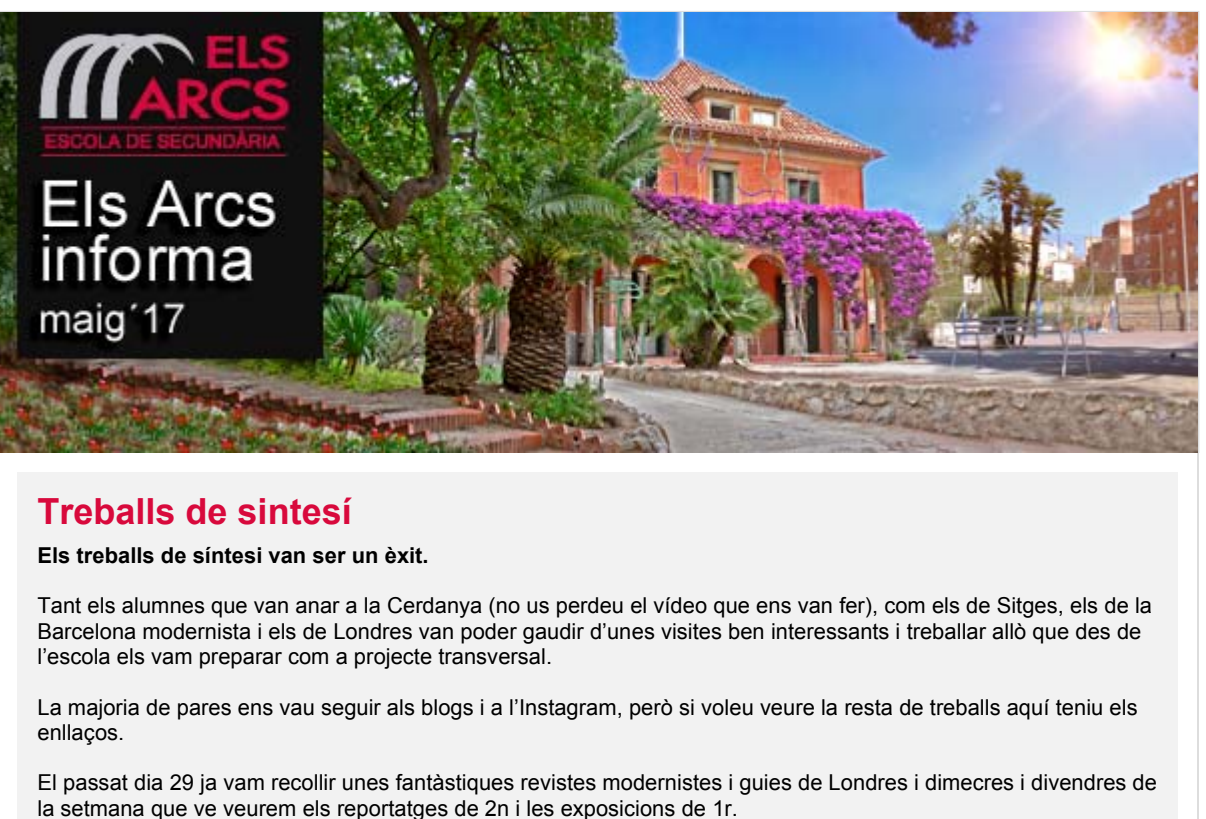 ELS
ARCS
ESCOLA DE SECUNDÀRIA
Els Arcs
informa
maig´17
Treballs de sintesí
Els treballs de síntesi van ser un èxit.
Tant els alumnes que van anar a la Cerdanya (no us perdeu el vídeo que ens van fer), com els de Sitges, els de la
Barcelona modernista i els de Londres van poder gaudir d’unes visites ben interessants i treballar allò que des de
l’escola els vam preparar com a projecte transversal.
La majoria de pares ens vau seguir als blogs i a l’Instagram, però si voleu veure la resta de treballs aquí teniu els
enllaços.
El passat dia 29 ja vam recollir unes fantàstiques revistes modernistes i guies de Londres i dimecres i divendres de
la setmana que ve veurem els reportatges de 2n i les exposicions de 1r.